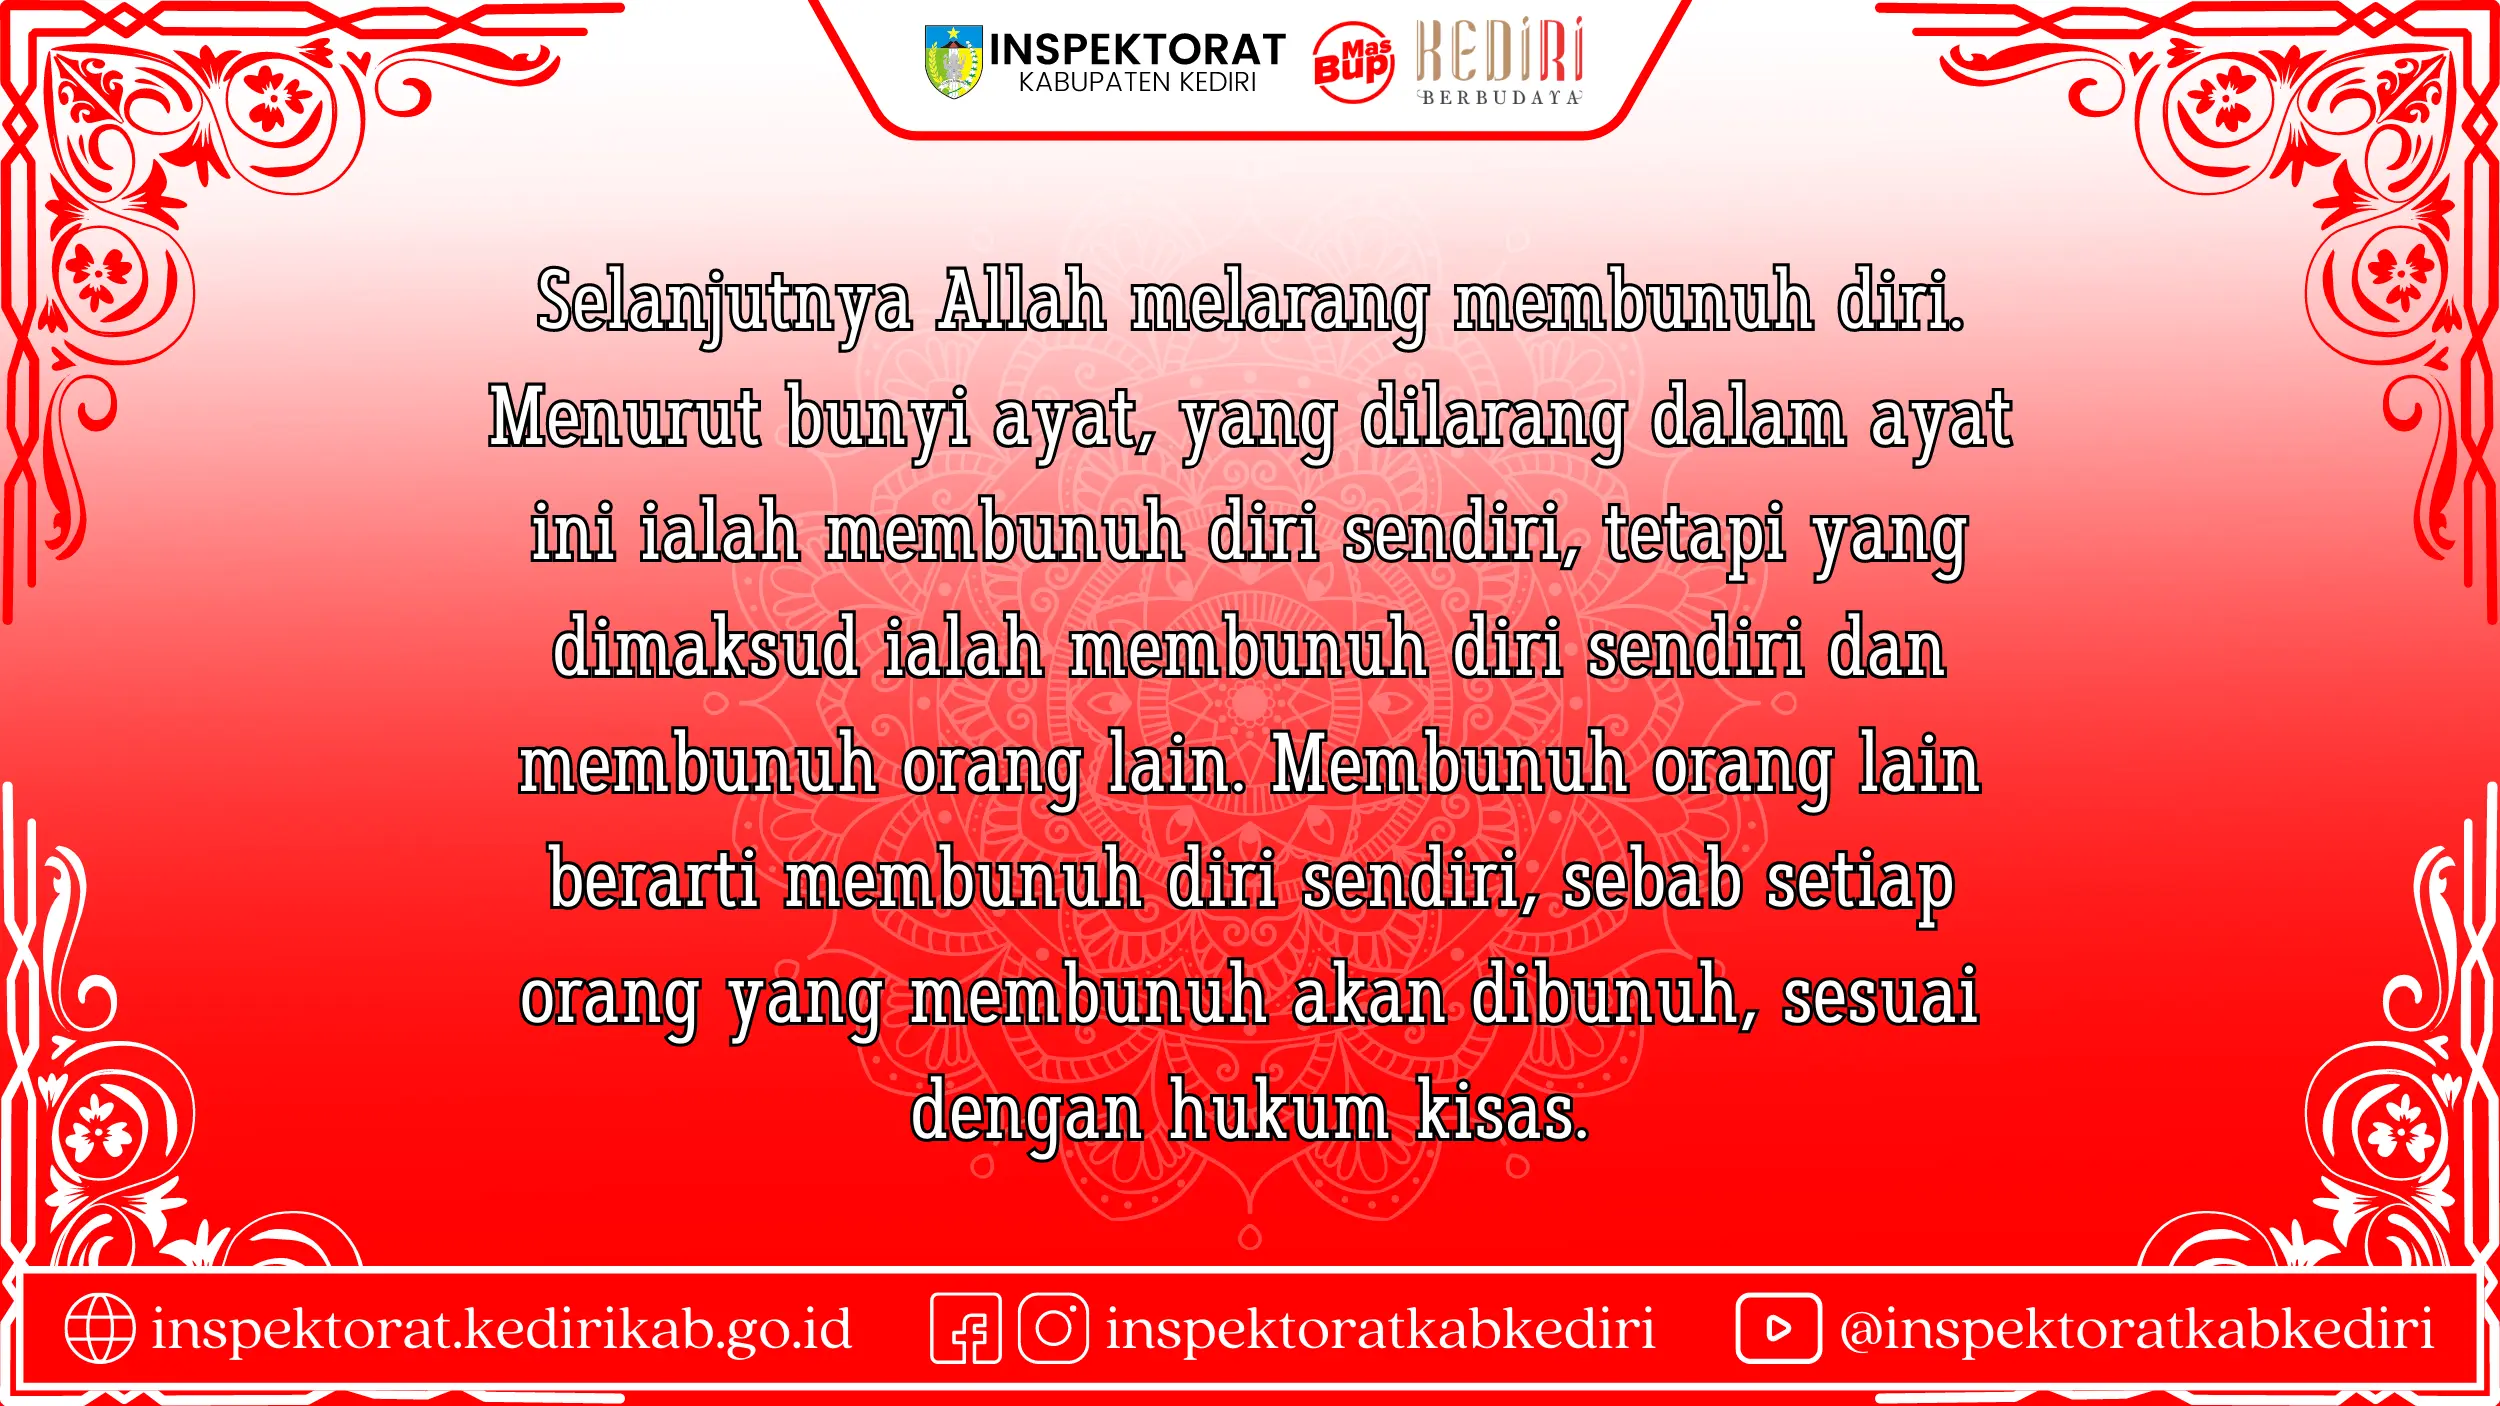 INSPEKTORAT
KABUPATEN KEDIRI
Mas
Bup
KEDIRI
BERBUDAYA
Selanjutnya Allah melarang membunuh diri.
Menurut bunyi ayat, yang dilarang dalam ayat
ini ialah membunuh diri sendiri, tetapi yang
dimaksud ialah membunuh diri sendiri dan
membunuh orang lain. Membunuh orang lain
berarti membunuh diri sendiri, sebab setiap
orang yang membunuh akan dibunuh, sesuai
dengan hukum kisas.
inspektorat.kedirikab.go.id
inspektoratkabkediri
@inspektoratkabkediri